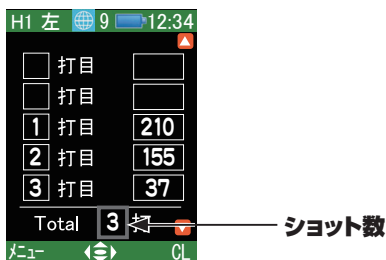 H1 左 9 12:34
打目
打目
1 打目 210
2 打目 155
3 打目 37
Total 3 打
ショット数
メニュー CL